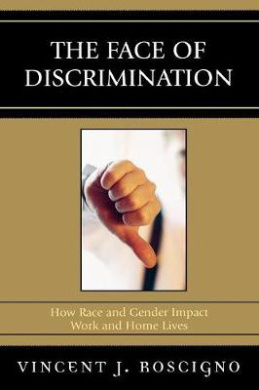 THE FACE OF
DISCRIMINATION
How Race and Gender Impact
Work and Home Lives
VINCENT J. ROSCIGNO